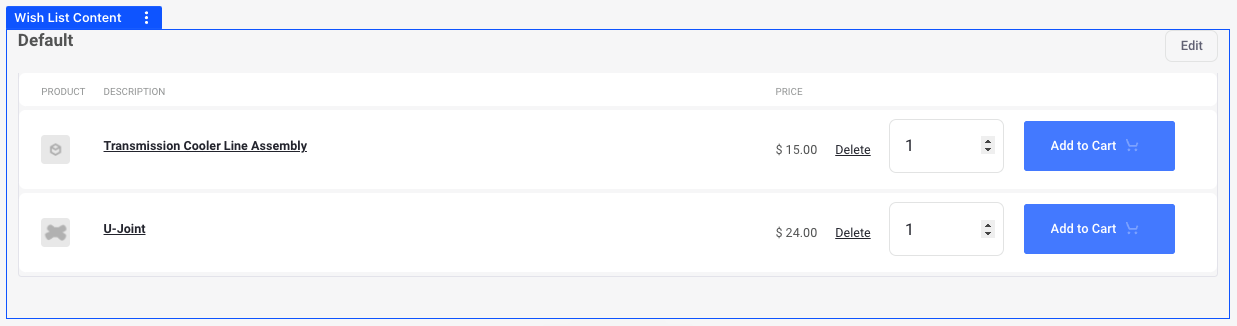 Wish List Content
Default
Edit
PRODUCT DESCRIPTION PRICE
Transmission Cooler Line Assembly $ 15.00 Delete 1 Add to Cart
U-Joint $ 24.00 Delete 1 Add to Cart